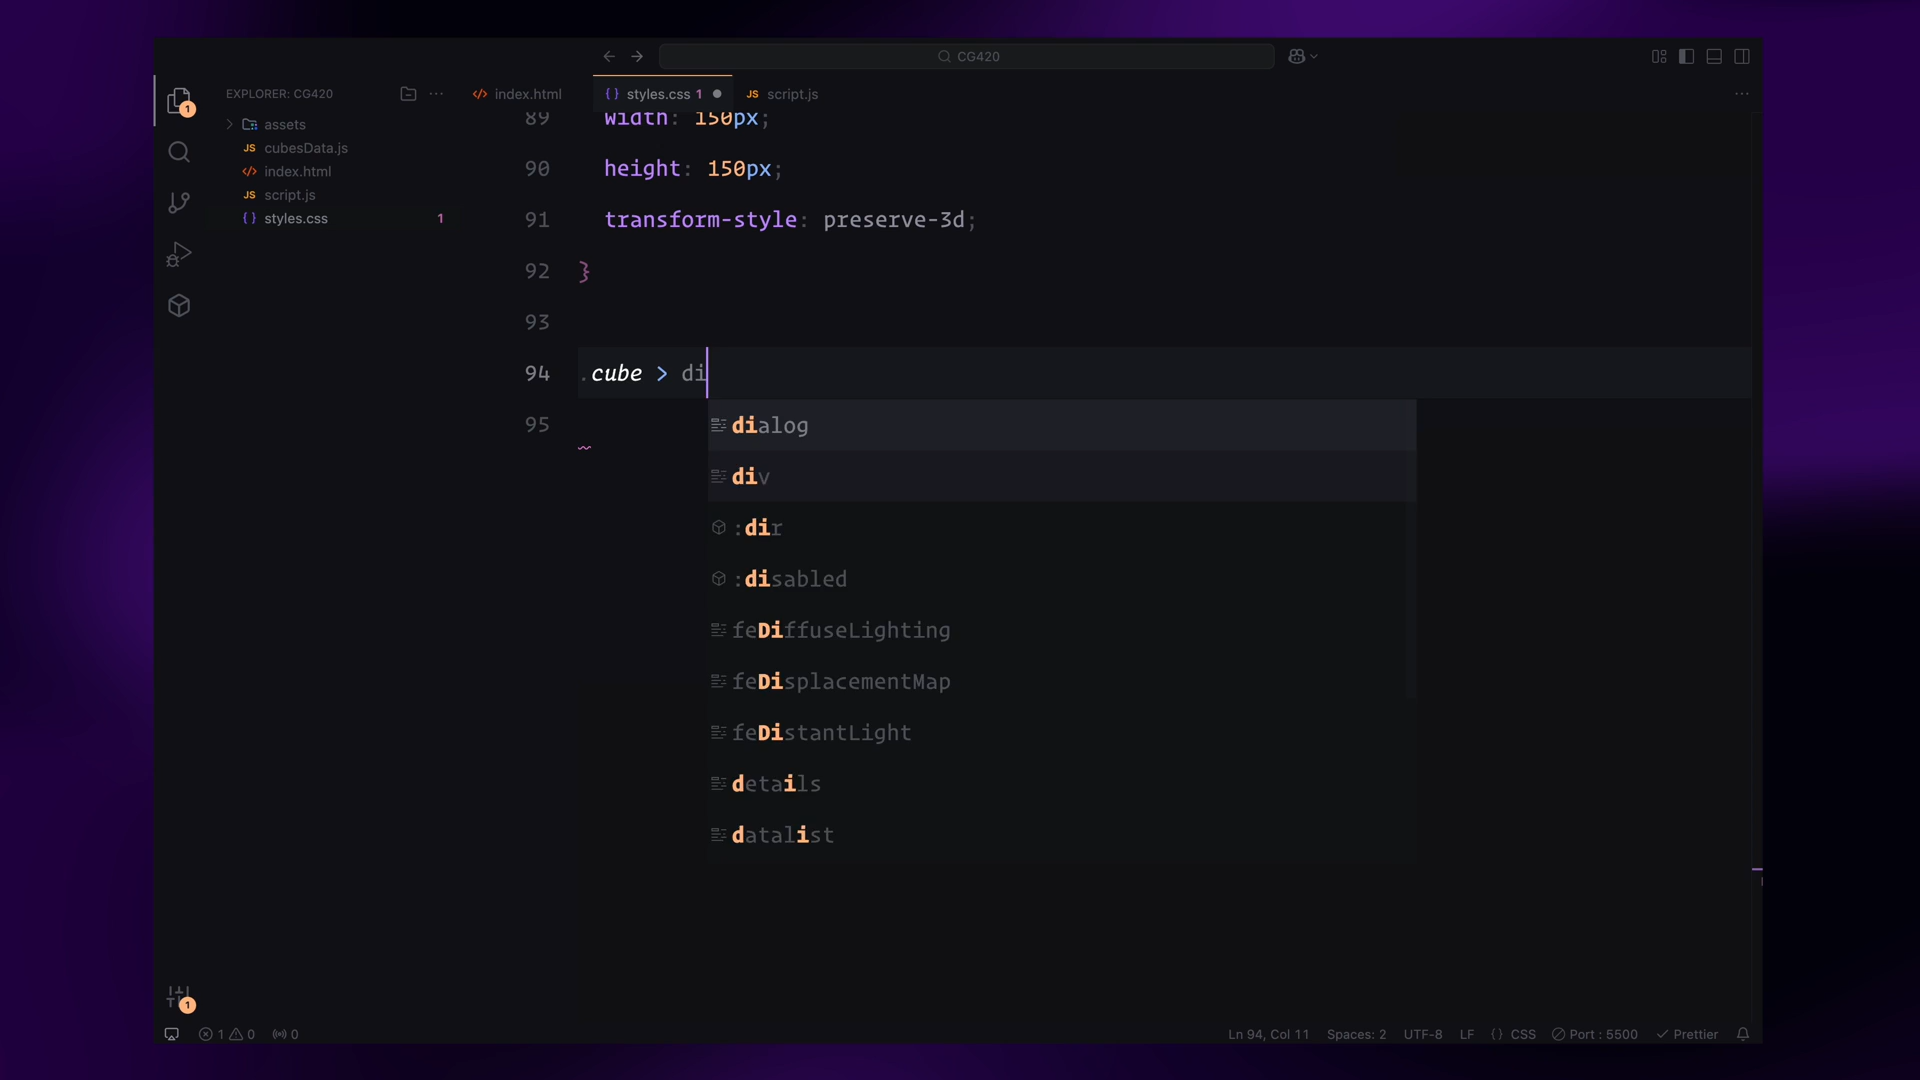 CG420
EXPLORER: CG420
index.html
styles.css 1
script.js
assets
cubesData.js
index.html
script.js
styles.css 1
89 width: 150px;
90 height: 150px;
91 transform-style: preserve-3d;
92 }
93
94 .cube > di
95
dialog
div
:dir
:disabled
feDiffuseLighting
feDisplacementMap
feDistantLight
details
datalist
1
1
1 0 0
Ln 94, Col 11 Spaces: 2 UTF-8 LF {} CSS Port : 5500 Prettier